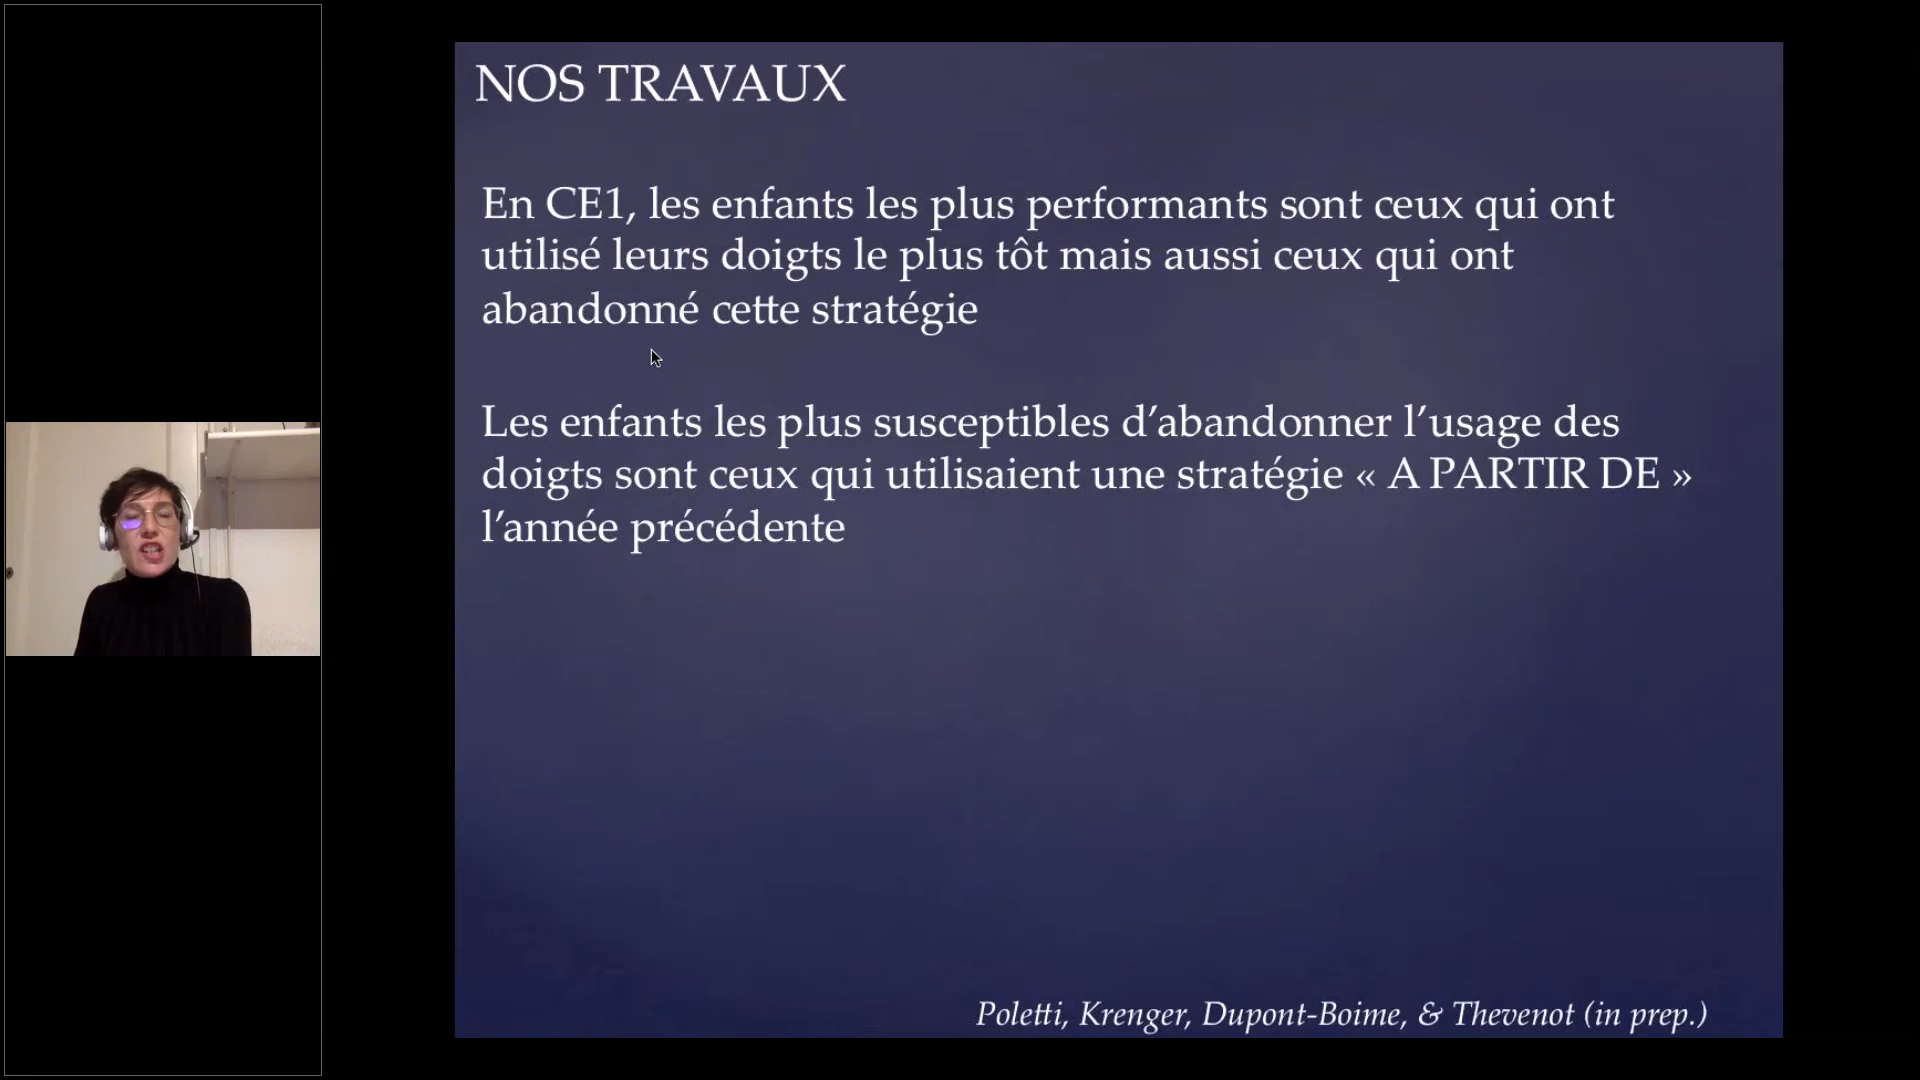 NOS TRAVAUX
En CE1, les enfants les plus performants sont ceux qui ont
utilisé leurs doigts le plus tôt mais aussi ceux qui ont
abandonné cette stratégie
Les enfants les plus susceptibles d’abandonner l’usage des
doigts sont ceux qui utilisaient une stratégie « A PARTIR DE »
l’année précédente
Poletti, Krenger, Dupont-Boime, & Thevenot (in prep.)